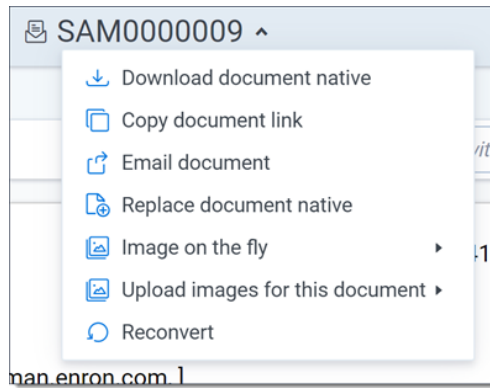 SAM0000009
Download document native
Copy document link
Email document
Replace document native
Image on the fly
Upload images for this document
Reconvert
man.enron.com, ]